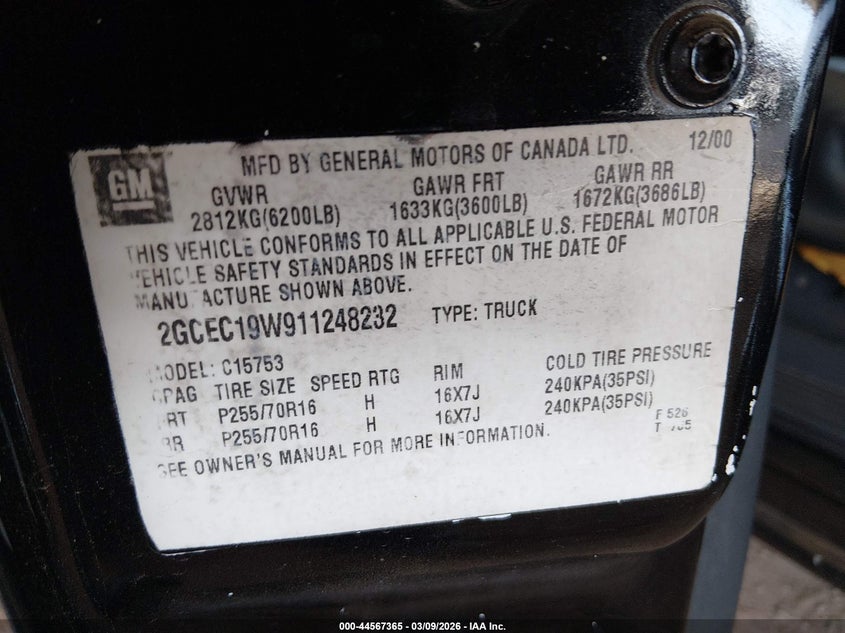 GM
MFD BY GENERAL MOTORS OF CANADA LTD. 12/00
GVWR GAWR FRT GAWR RR
2812KG(6200LB) 1633KG(3600LB) 1672KG(3686LB)
THIS VEHICLE CONFORMS TO ALL APPLICABLE U.S. FEDERAL MOTOR
VEHICLE SAFETY STANDARDS IN EFFECT ON THE DATE OF
MANUFACTURE SHOWN ABOVE.
2GCEC19W911248232 TYPE: TRUCK
MODEL: C15753
TIRE SIZE SPEED RTG RIM COLD TIRE PRESSURE
FRT P255/70R16 H 16X7J 240KPA(35PSI)
RR P255/70R16 H 16X7J 240KPA(35PSI)
SEE OWNER'S MANUAL FOR MORE INFORMATION.
F 526
T
000-44567365 | 03/09/2026 - IAA Inc.